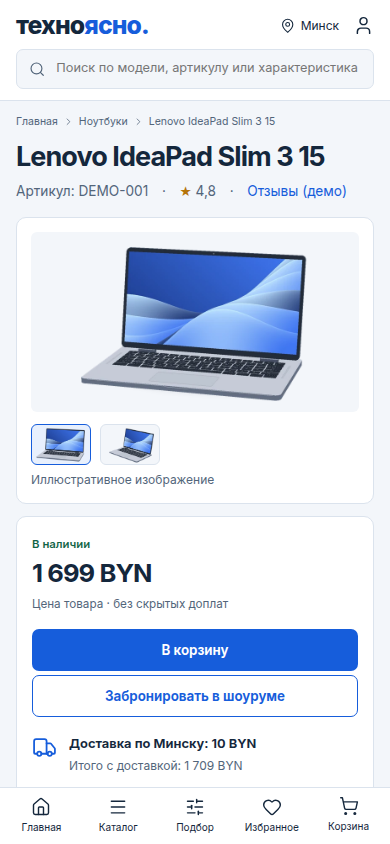 техноясно.
Минск
Поиск по модели, артикулу или характеристика
Главная > Ноутбуки > Lenovo IdeaPad Slim 3 15
Lenovo IdeaPad Slim 3 15
Артикул: DEMO-001 · ★ 4,8 · Отзывы (демо)
Иллюстративное изображение
В наличии
1 699 BYN
Цена товара · без скрытых доплат
В корзину
Забронировать в шоуруме
Доставка по Минску: 10 BYN
Итого с доставкой: 1 709 BYN
Главная Каталог Подбор Избранное Корзина